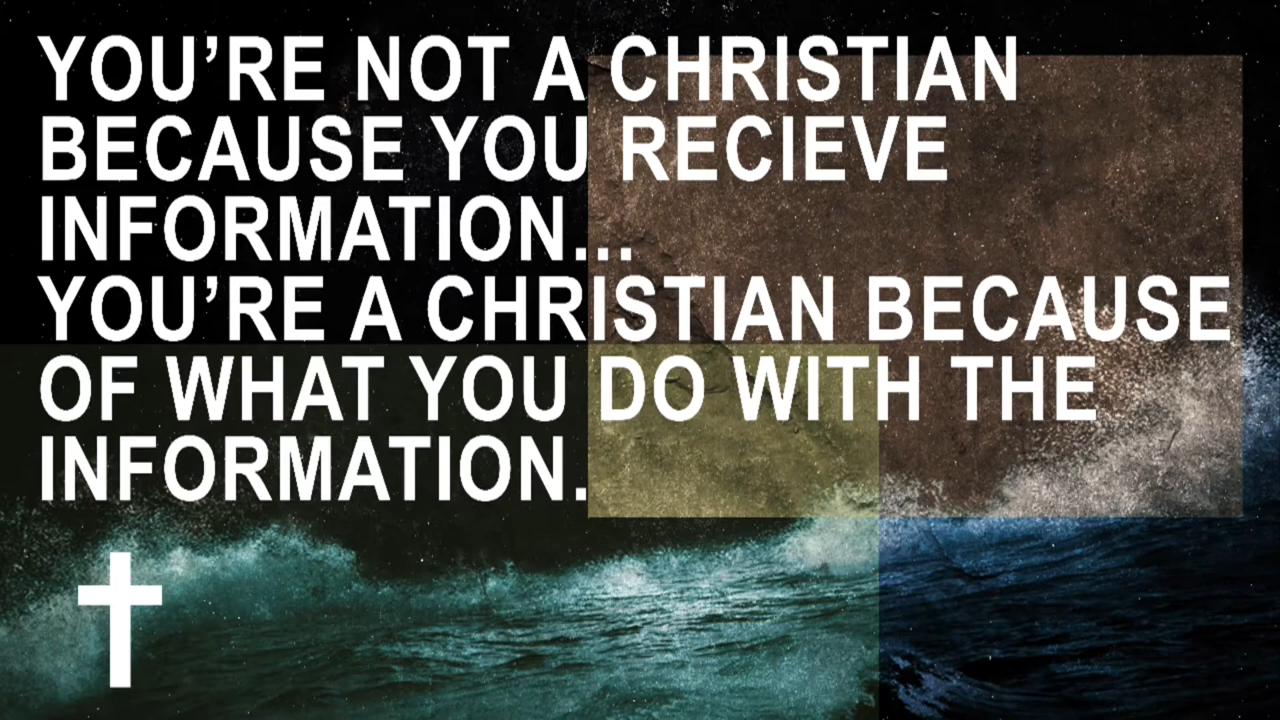 YOU’RE NOT A CHRISTIAN
BECAUSE YOU RECIEVE
INFORMATION...
YOU’RE A CHRISTIAN BECAUSE
OF WHAT YOU DO WITH THE
INFORMATION.